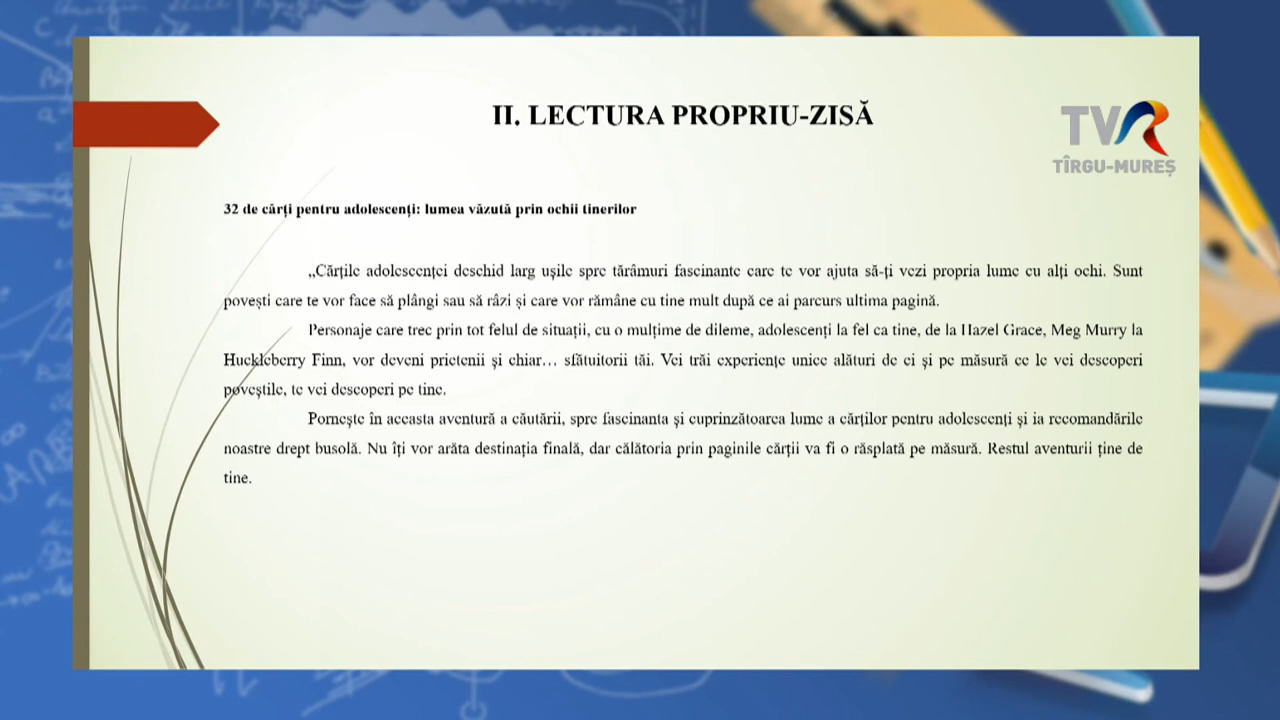 II. LECTURA PROPRIU-ZISĂ
TVR
TÎRGU-MUREȘ
32 de cărți pentru adolescenți: lumea văzută prin ochii tinerilor
„Cărțile adolescenței deschid larg ușile spre tărâmuri fascinante care te vor ajuta să-ți vezi propria lume cu alți ochi. Sunt
povești care te vor face să plângi sau să râzi și care vor rămâne cu tine mult după ce ai parcurs ultima pagină.
Personaje care trec prin tot felul de situații, cu o mulțime de dileme, adolescenți la fel ca tine, de la Hazel Grace, Meg Murry la
Huckleberry Finn, vor deveni prietenii și chiar… sfătuitorii tăi. Vei trăi experiențe unice alături de ei și pe măsură ce le vei descoperi
poveștile, te vei descoperi pe tine.
Pornește în aceasta aventură a căutării, spre fascinanta și cuprinzătoarea lume a cărților pentru adolescenți și ia recomandările
noastre drept busolă. Nu îți vor arăta destinația finală, dar călătoria prin paginile cărții va fi o răsplată pe măsură. Restul aventurii ține de
tine.